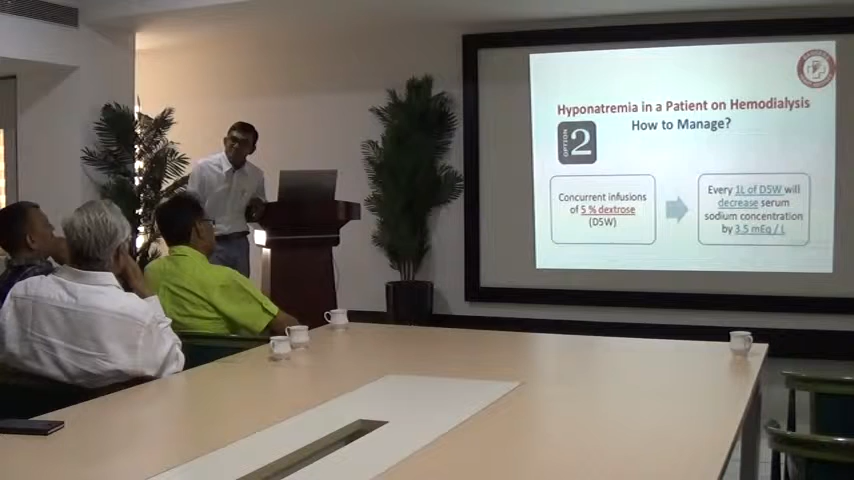 Hyponatremia in a Patient on Hemodialysis
How to Manage?
OPTION
2
Concurrent infusions
of 5 % dextrose
(D5W)
Every 1L of D5W will
decrease serum
sodium concentration
by 3.5 mEq / L